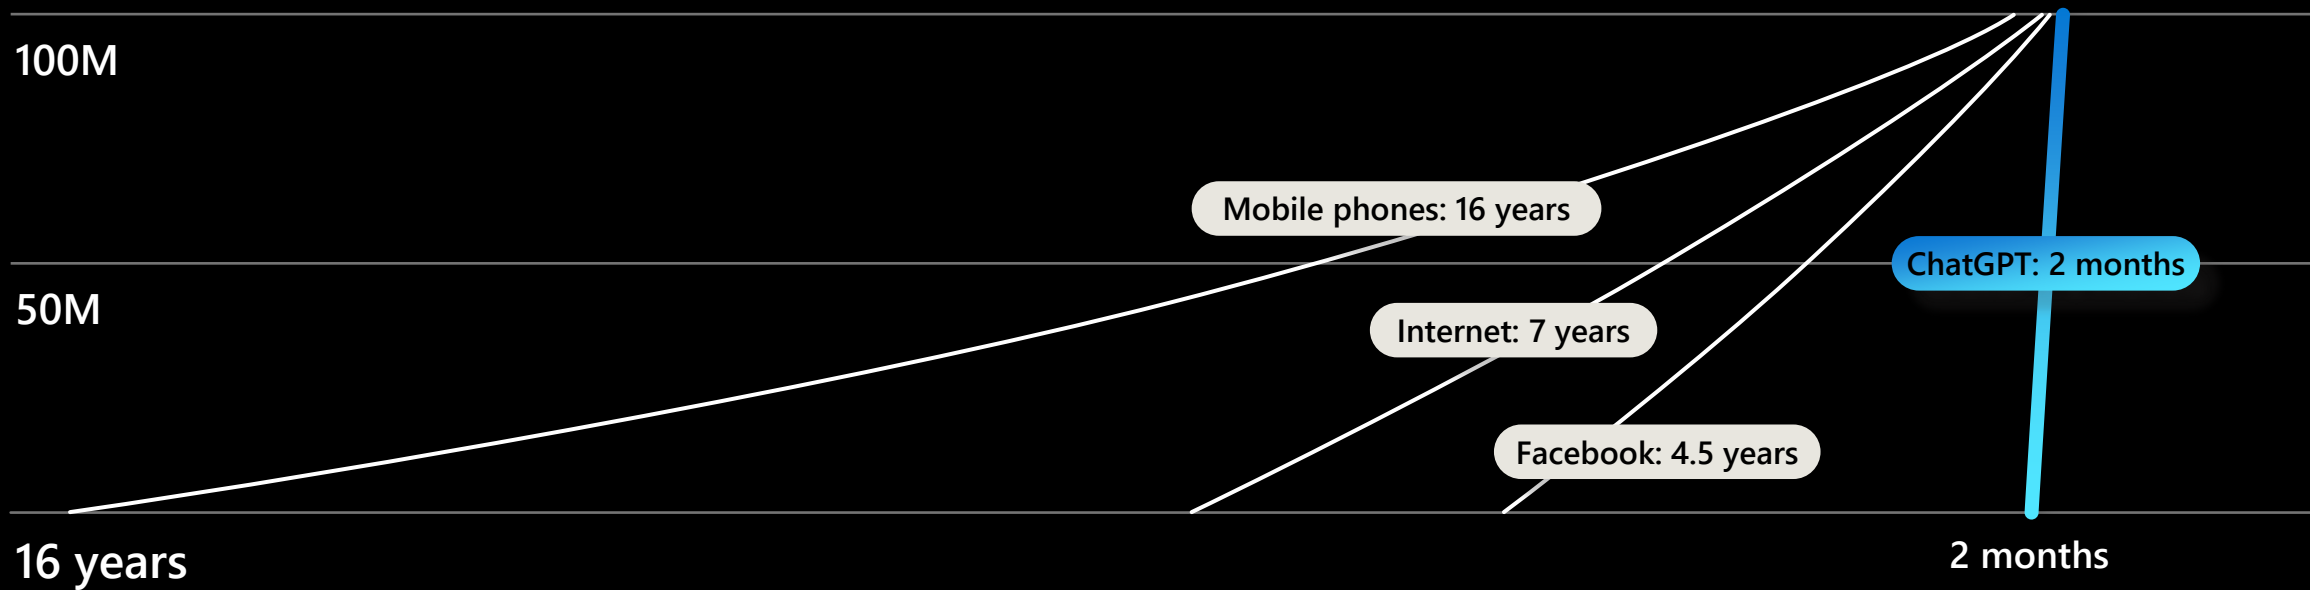 100M
Mobile phones: 16 years
ChatGPT: 2 months
50M
Internet: 7 years
Facebook: 4.5 years
16 years
2 months